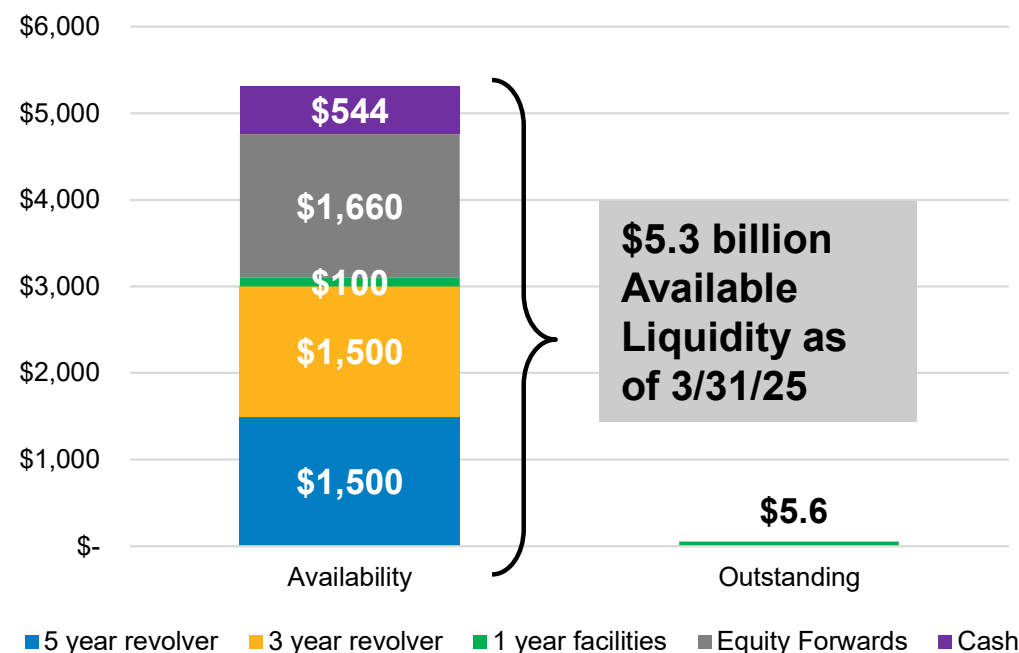 $6,000
$5,000
$4,000
$3,000
$2,000
$1,000
$-
$544
$1,660
$100
$1,500
$1,500
$5.3 billion
Available
Liquidity as
of 3/31/25
$5.6
Availability
Outstanding
5 year revolver
3 year revolver
1 year facilities
Equity Forwards
Cash